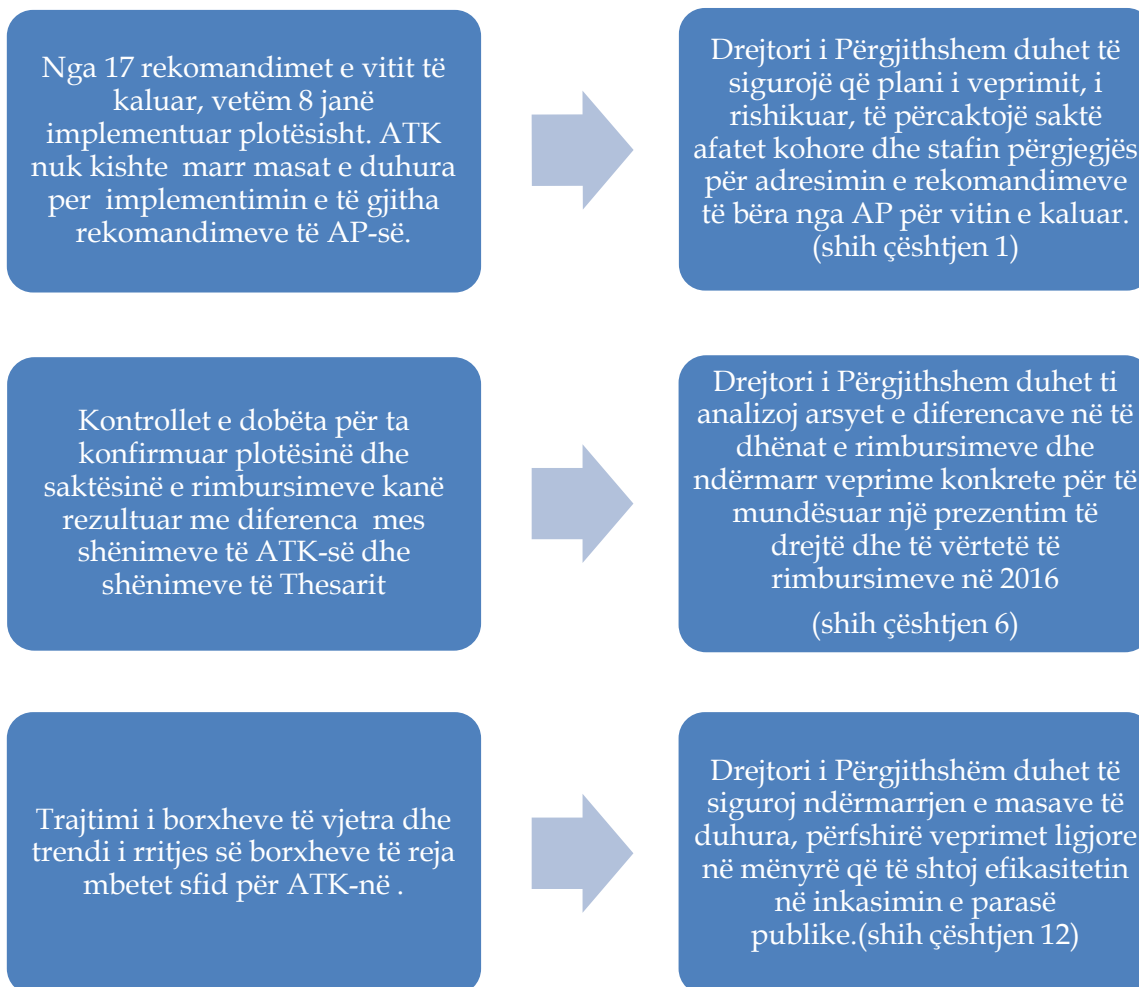 Nga 17 rekomandimet e vitit të
kaluar, vetëm 8 janë
implementuar plotësisht. ATK
nuk kishte marr masat e duhura
per implementimin e të gjitha
rekomandimeve të AP-së.
Drejtori i Përgjithshem duhet të
sigurojë që plani i veprimit, i
rishikuar, të përcaktojë saktë
afatet kohore dhe stafin përgjegjës
për adresimin e rekomandimeve
të bëra nga AP për vitin e kaluar.
(shih çështjen 1)
Kontrollet e dobëta për ta
konfirmuar plotësinë dhe
saktësinë e rimbursimeve kanë
rezultuar me diferenca mes
shënimeve të ATK-së dhe
shënimeve të Thesarit
Drejtori i Përgjithshem duhet ti
analizoj arsyet e diferencave në të
dhënat e rimbursimeve dhe
ndërmarr veprime konkrete për të
mundësuar një prezentim të
drejtë dhe të vërtetë të
rimbursimeve në 2016
(shih çështjen 6)
Trajtimi i borxheve të vjetra dhe
trendi i rritjes së borxheve të reja
mbetet sfid për ATK-në .
Drejtori i Përgjithshëm duhet të
siguroj ndërmarrjen e masave të
duhura, përfshirë veprimet ligjore
në mënyrë që të shtoj efikasitetin
në inkasimin e parasë
publike.(shih çështjen 12)